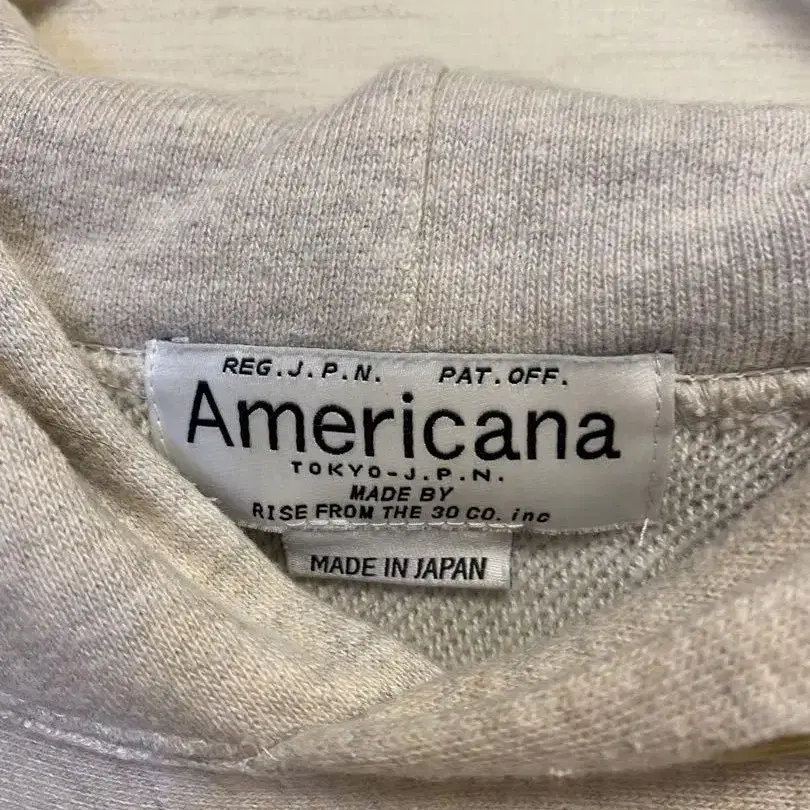 REG.J.P.N. PAT.OFF.
Americana
TOKYO-J.P.N.
MADE BY
RISE FROM THE 30 CO. inc
MADE IN JAPAN